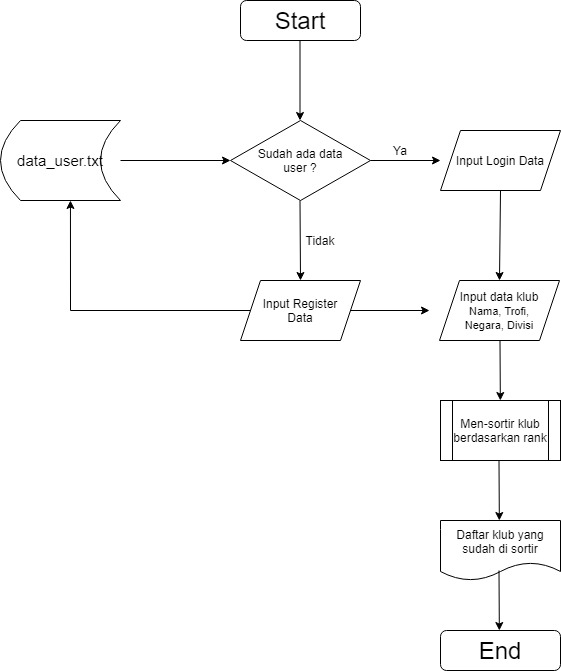 Start
data_user.txt
Sudah ada data
user ?
Ya
Input Login Data
Tidak
Input Register
Data
Input data klub
Nama, Trofi,
Negara, Divisi
Men-sortir klub
berdasarkan rank
Daftar klub yang
sudah di sortir
End